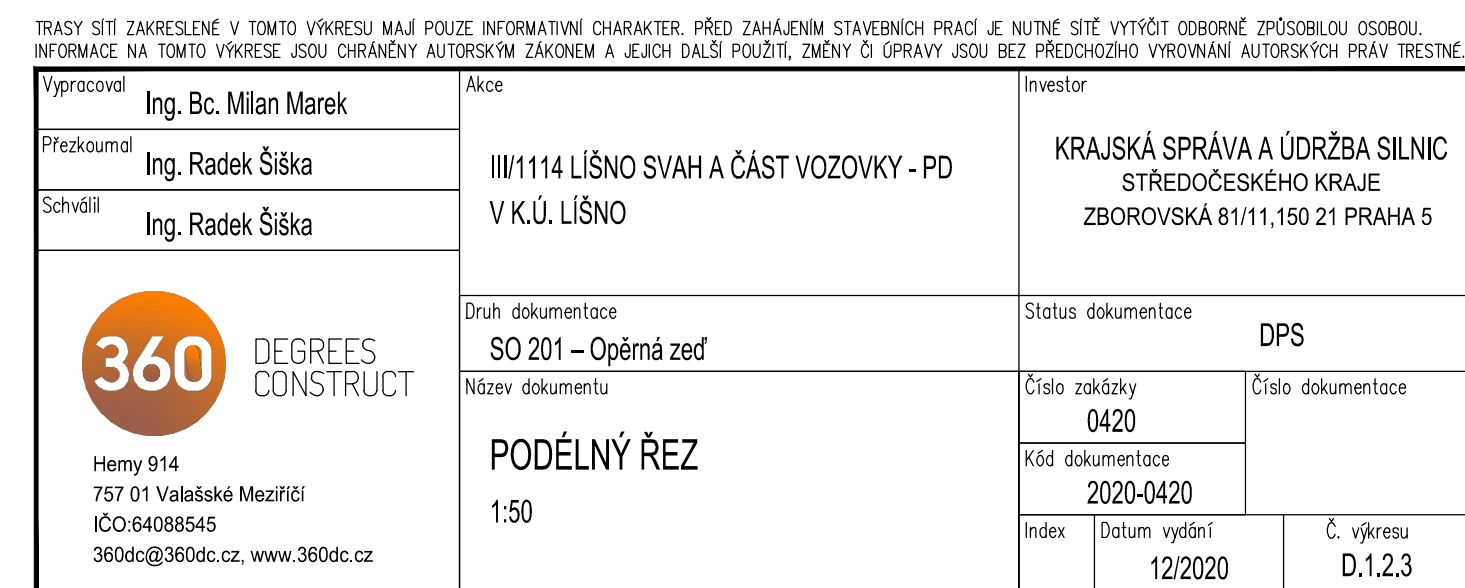 TRASY SÍTÍ ZAKRESLENÉ V TOMTO VÝKRESU MAJÍ POUZE INFORMATIVNÍ CHARAKTER. PŘED ZAHÁJENÍM STAVEBNÍCH PRACÍ JE NUTNÉ SÍTĚ VYTÝČIT ODBORNĚ ZPŮSOBILOU OSOBOU.
INFORMACE NA TOMTO VÝKRESE JSOU CHRÁNĚNY AUTORSKÝM ZÁKONEM A JEJICH DALŠÍ POUŽITÍ, ZMĚNY ČI ÚPRAVY JSOU BEZ PŘEDCHOZÍHO VYROVNÁNÍ AUTORSKÝCH PRÁV TRESTNÉ.
Vypracoval
Ing. Bc. Milan Marek
Přezkoumal
Ing. Radek Šiška
Schválil
Ing. Radek Šiška
360
DEGREES
CONSTRUCT
Hemy 914
757 01 Valašské Meziříčí
IČO:64088545
360dc@360dc.cz, www.360dc.cz
Akce
III/1114 LÍŠNO SVAH A ČÁST VOZOVKY - PD
V K.Ú. LÍŠNO
Druh dokumentace
SO 201 – Opěrná zeď
Název dokumentu
PODÉLNÝ ŘEZ
1:50
Investor
KRAJSKÁ SPRÁVA A ÚDRŽBA SILNIC
STŘEDOČESKÉHO KRAJE
ZBOROVSKÁ 81/11,150 21 PRAHA 5
Status dokumentace
DPS
Číslo zakázky
0420
Číslo dokumentace
Kód dokumentace
2020-0420
Index
Datum vydání
12/2020
Č. výkresu
D.1.2.3